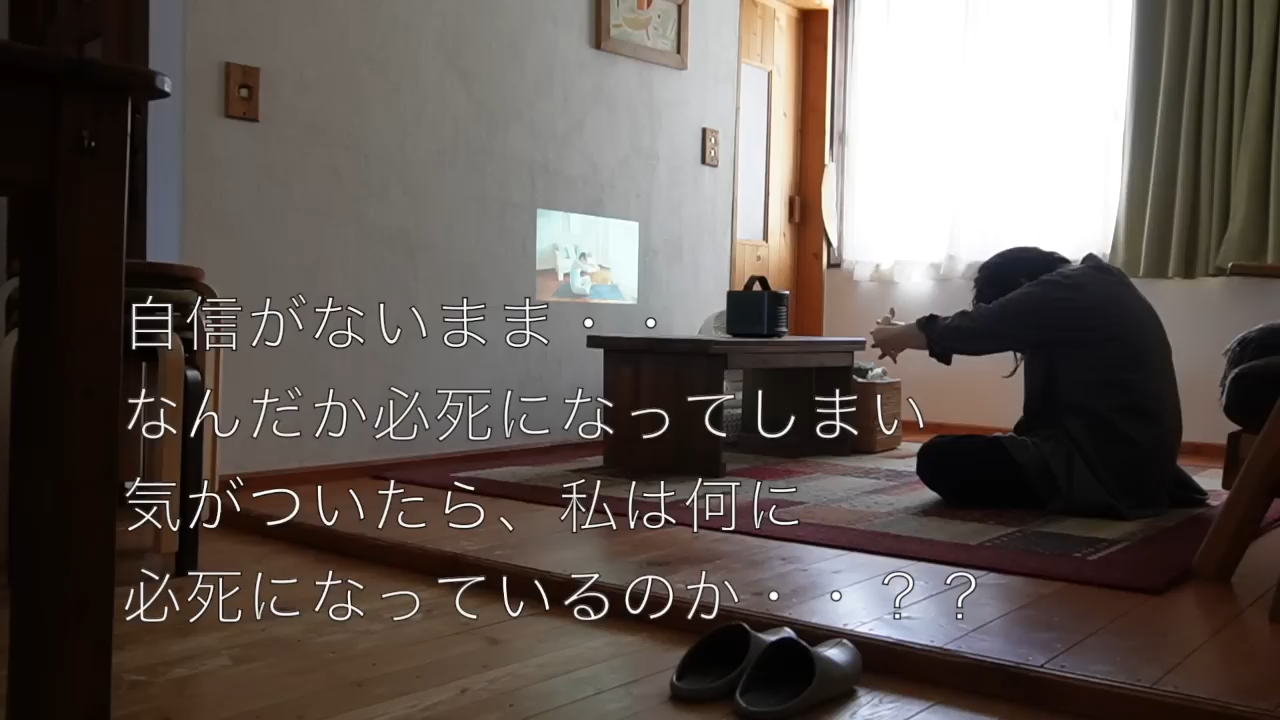 自信がないまま・・
なんだか必死になってしまい
気がついたら、私は何に
必死になっているのか・・？？